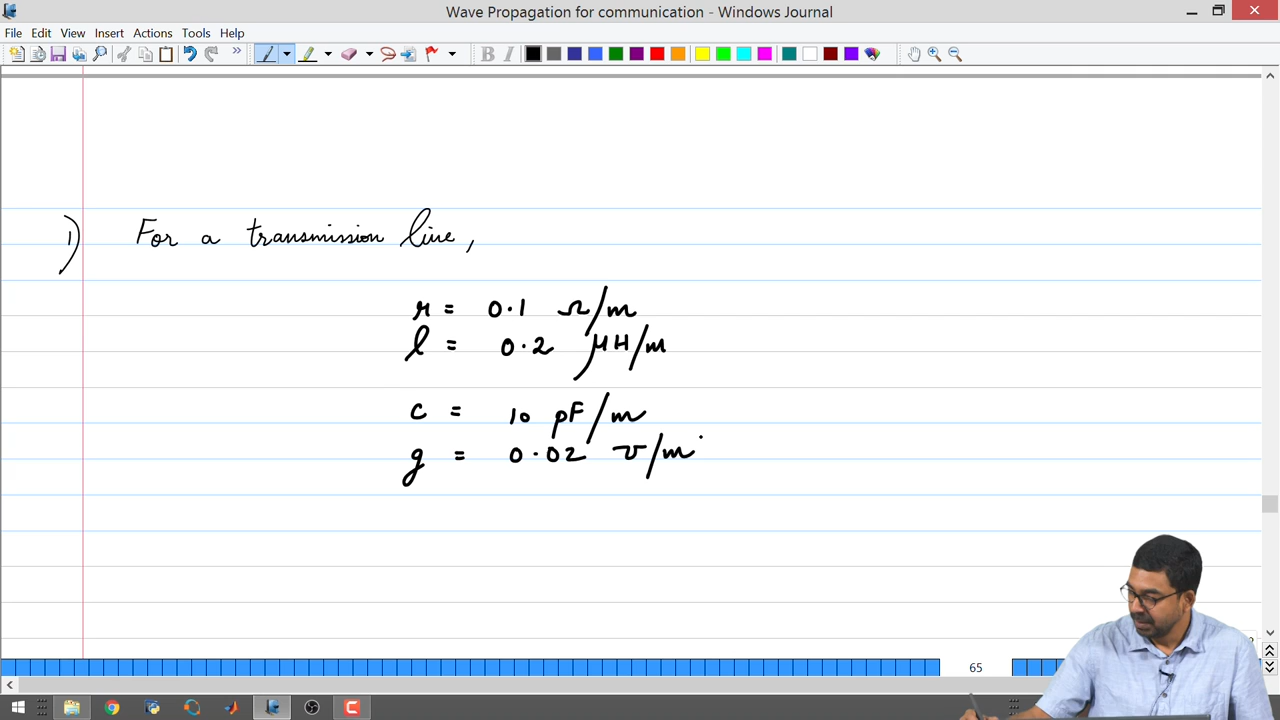 Wave Propagation for communication - Windows Journal
File Edit View Insert Actions Tools Help
1) For a transmission line,
r = 0.1 Ω/m
l = 0.2 μH/m
c = 10 pF/m
g = 0.02 ℧/m
65